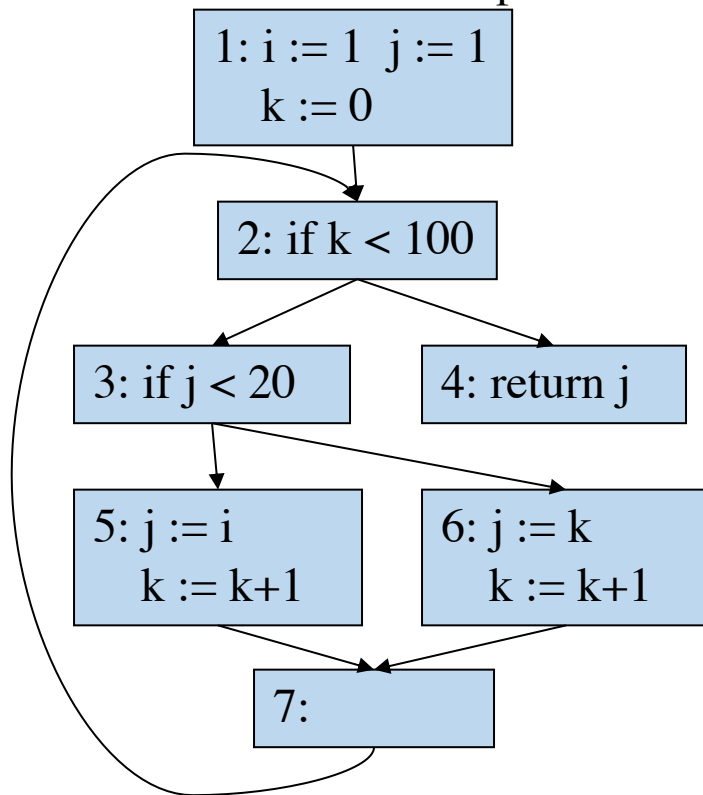 1: i := 1 j := 1
k := 0
2: if k < 100
3: if j < 20
4: return j
5: j := i
k := k+1
6: j := k
k := k+1
7: